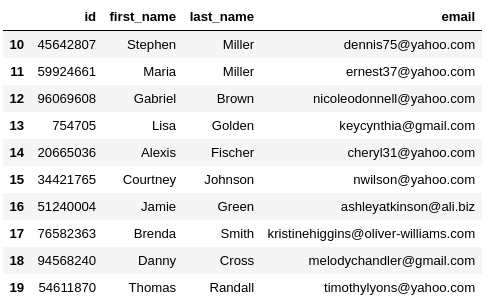 id first_name last_name email
10 45642807 Stephen Miller dennis75@yahoo.com
11 59924661 Maria Miller ernest37@yahoo.com
12 96069608 Gabriel Brown nicoleodonnell@yahoo.com
13 754705 Lisa Golden keycynthia@gmail.com
14 20665036 Alexis Fischer cheryl31@yahoo.com
15 34421765 Courtney Johnson nwilson@yahoo.com
16 51240004 Jamie Green ashleyatkinson@ali.biz
17 76582363 Brenda Smith kristinehiggins@oliver-williams.com
18 94568240 Danny Cross melodychandler@gmail.com
19 54611870 Thomas Randall timothylyons@yahoo.com